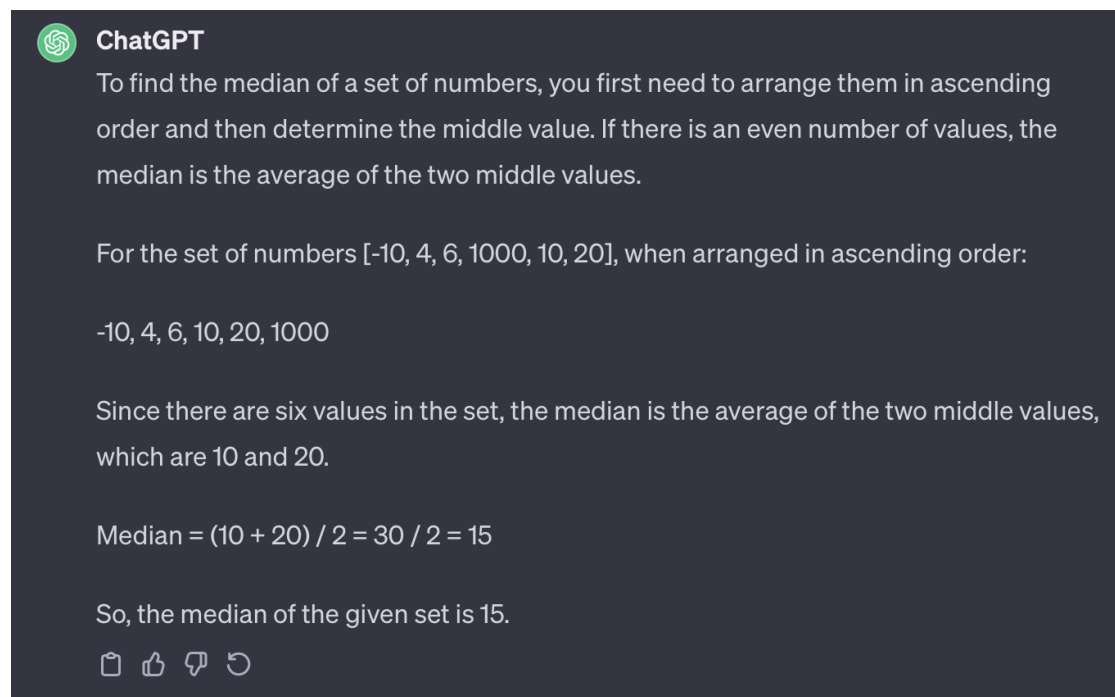 ChatGPT
To find the median of a set of numbers, you first need to arrange them in ascending
order and then determine the middle value. If there is an even number of values, the
median is the average of the two middle values.
For the set of numbers [-10, 4, 6, 1000, 10, 20], when arranged in ascending order:
-10, 4, 6, 10, 20, 1000
Since there are six values in the set, the median is the average of the two middle values,
which are 10 and 20.
Median = (10 + 20) / 2 = 30 / 2 = 15
So, the median of the given set is 15.